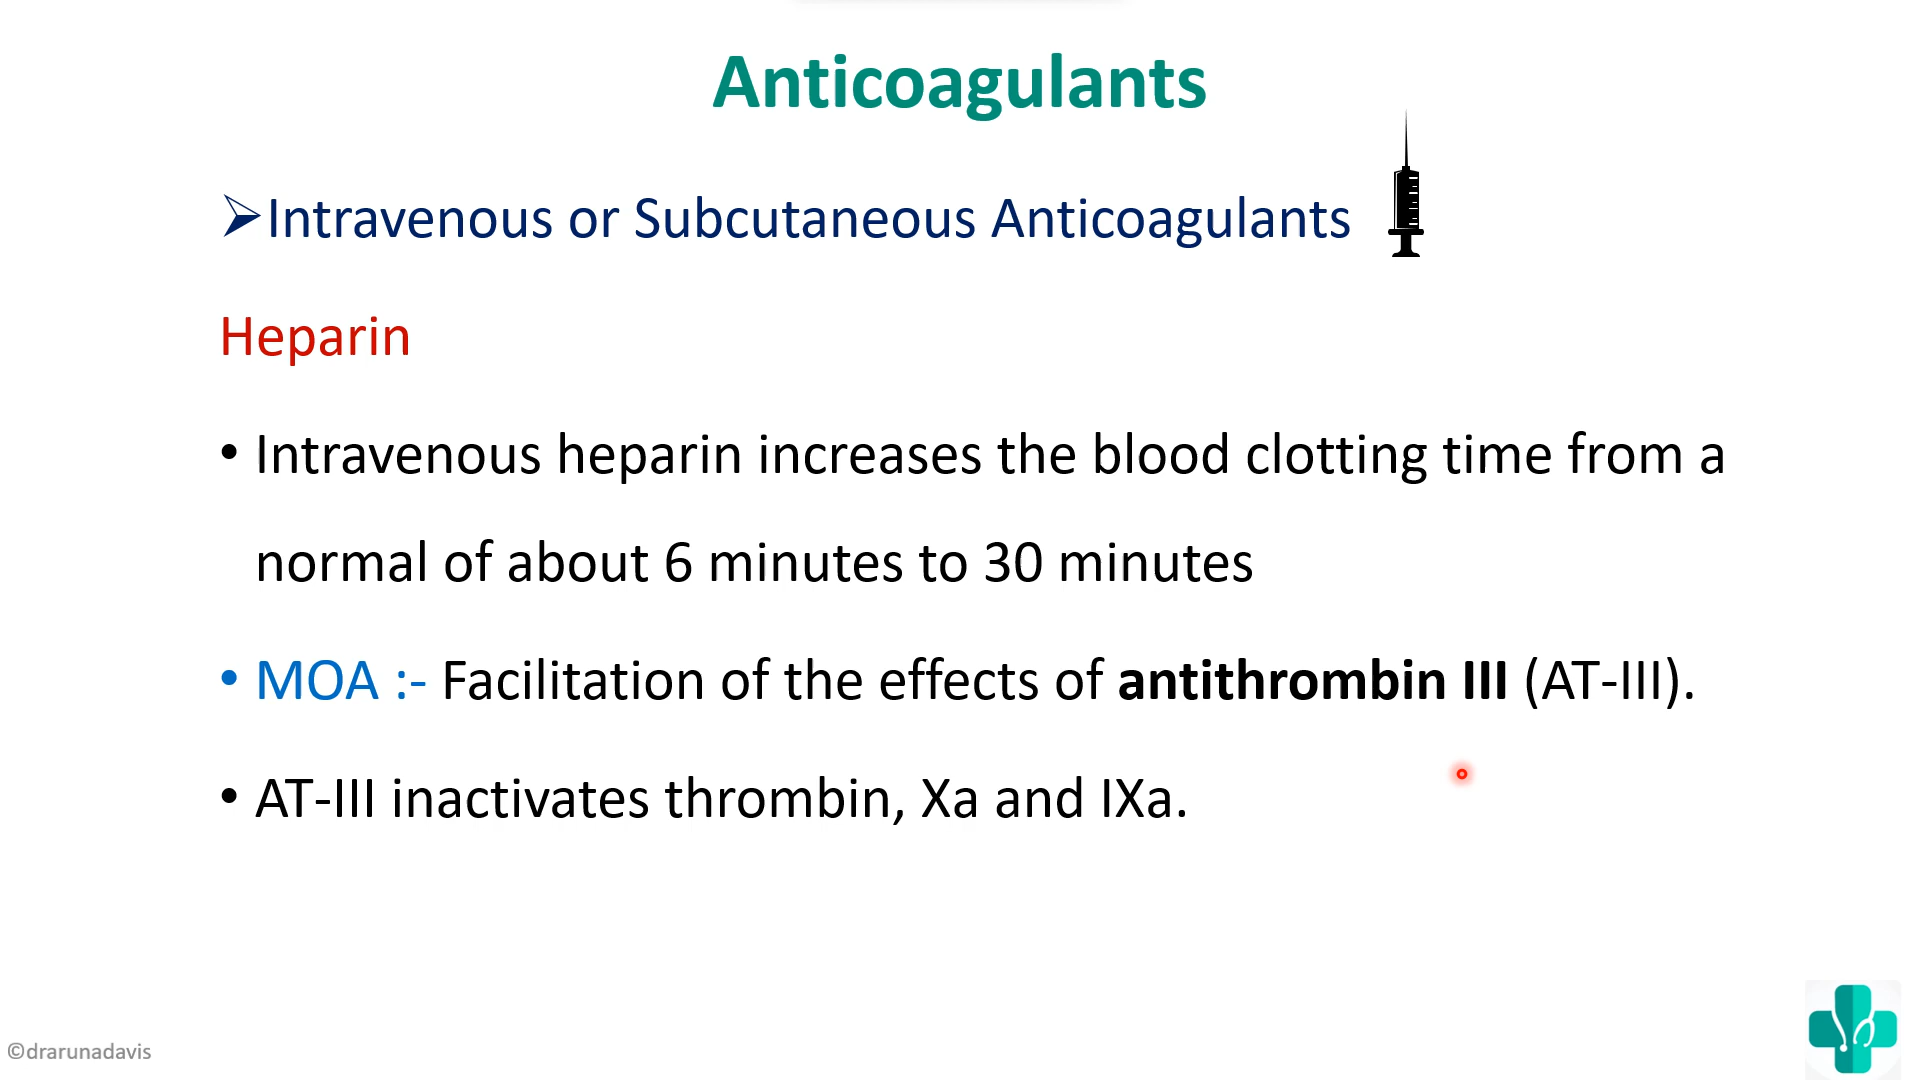 Anticoagulants
➢Intravenous or Subcutaneous Anticoagulants
Heparin
• Intravenous heparin increases the blood clotting time from a
normal of about 6 minutes to 30 minutes
• MOA :- Facilitation of the effects of antithrombin III (AT-III).
• AT-III inactivates thrombin, Xa and IXa.
©drarunadavis